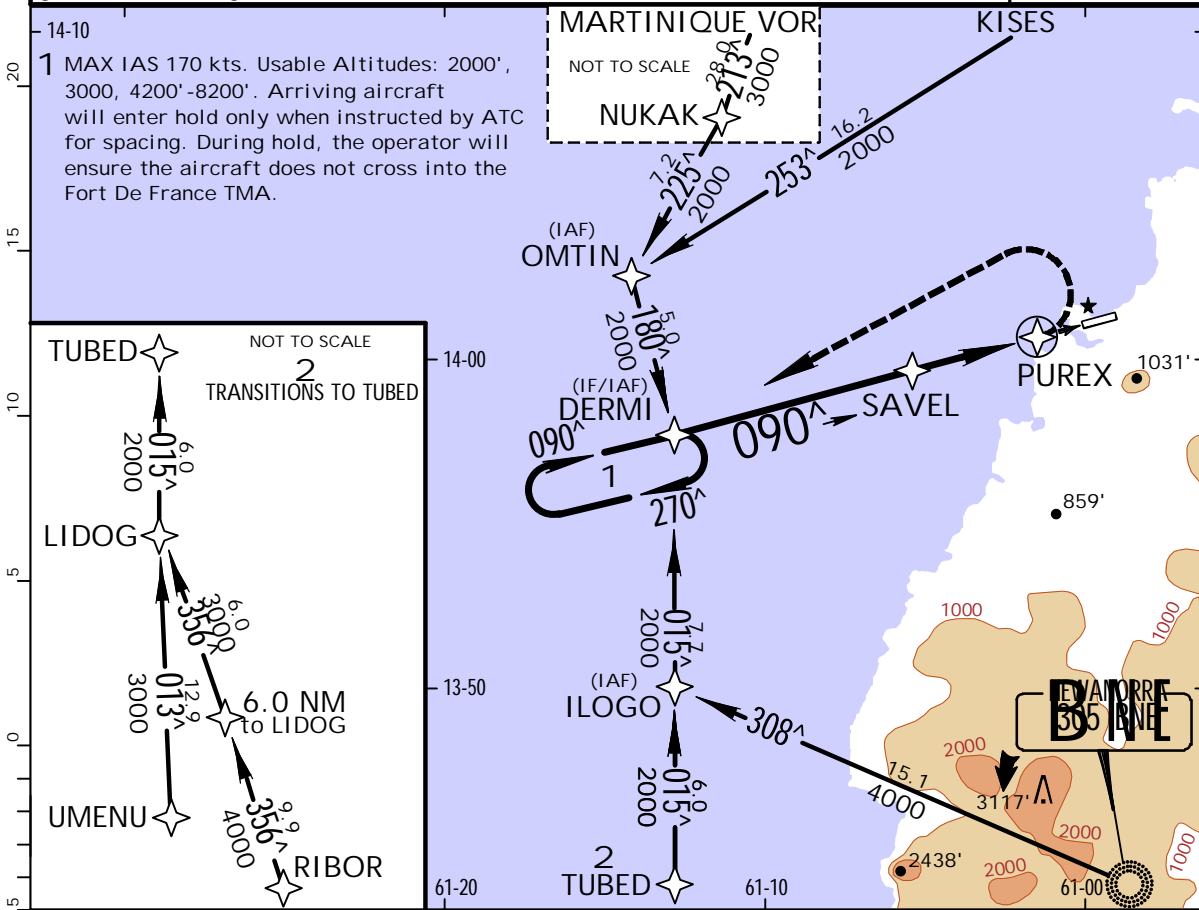 14-10
MARTINIQUE VOR
KISES
1 MAX IAS 170 kts. Usable Altitudes: 2000',
3000, 4200'-8200'. Arriving aircraft
will enter hold only when instructed by ATC
for spacing. During hold, the operator will
ensure the aircraft does not cross into the
Fort De France TMA.
NOT TO SCALE
28.0
213^
3000
NUKAK
16.2
253^
2000
7.2
225^
2000
20
15
10
5
0
5
(IAF)
OMTIN
5.0
180^
2000
14-00
(IF/IAF)
DERMI
090^
1
270^
090^
SAVEL
PUREX
1031'
859'
NOT TO SCALE
2
TRANSITIONS TO TUBED
TUBED
6.0
015^
2000
LIDOG
6.0
356^
3000
12.9
013^
3000
6.0 NM
to LIDOG
UMENU
9.9
356^
4000
RIBOR
7.7
015^
2000
13-50
(IAF)
ILOGO
308^
15.1
4000
6.0
015^
2000
2
TUBED
61-20
61-10
61-00
1000
1000
1000
2000
2000
2000
3117'
2438'
HEWANORRA
305 BNE
BNE